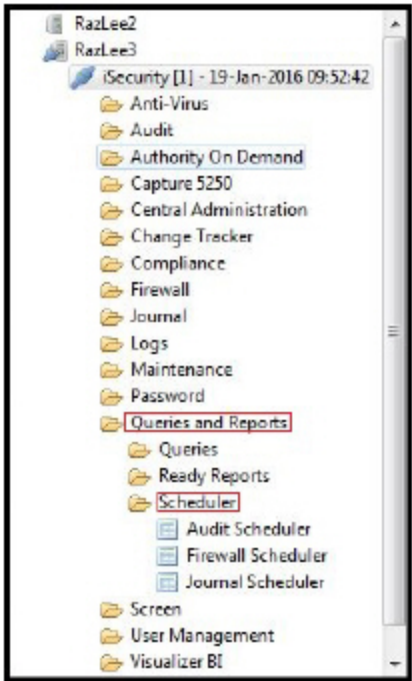 RazLee2
RazLee3
iSecurity [1] - 19-Jan-2016 09:52:42
Anti-Virus
Audit
Authority On Demand
Capture 5250
Central Administration
Change Tracker
Compliance
Firewall
Journal
Logs
Maintenance
Password
Queries and Reports
Queries
Ready Reports
Scheduler
Audit Scheduler
Firewall Scheduler
Journal Scheduler
Screen
User Management
Visualizer BI